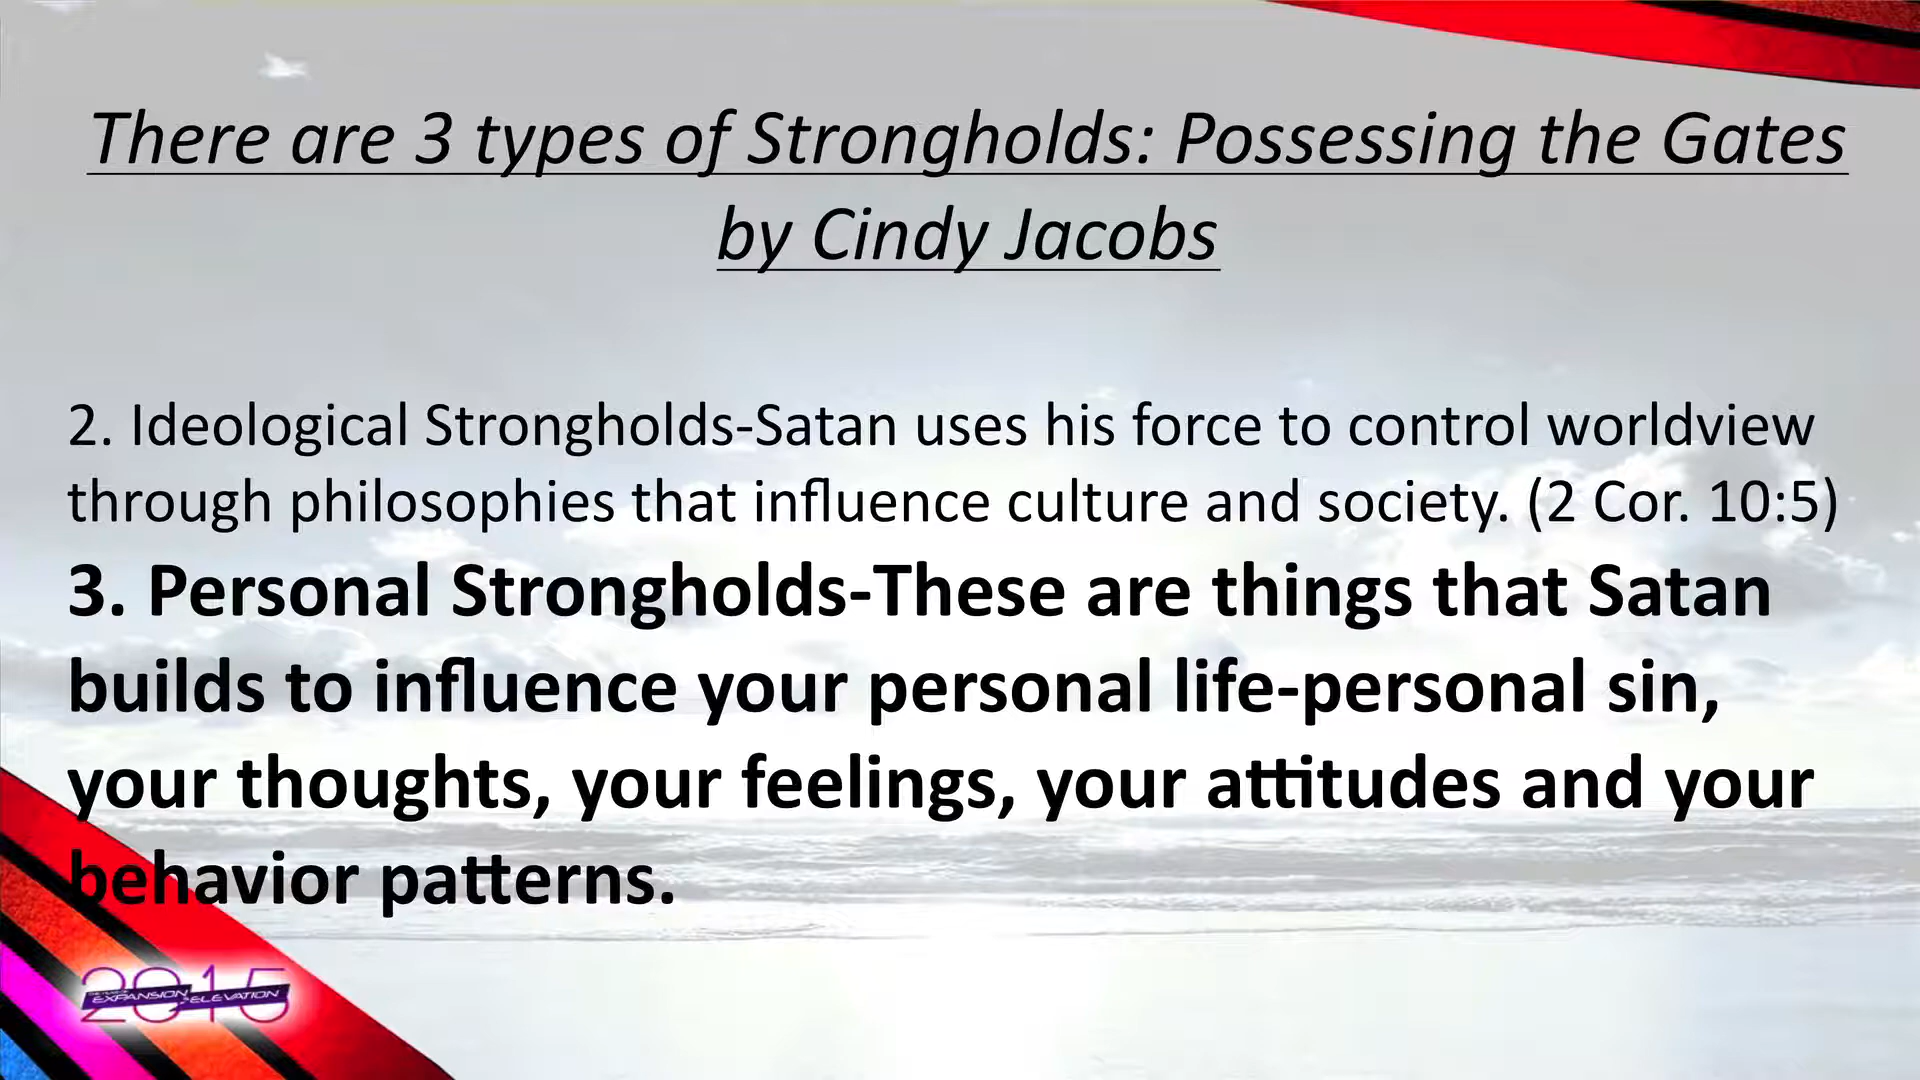 There are 3 types of Strongholds: Possessing the Gates
by Cindy Jacobs
2. Ideological Strongholds-Satan uses his force to control worldview
through philosophies that influence culture and society. (2 Cor. 10:5)
3. Personal Strongholds-These are things that Satan
builds to influence your personal life-personal sin,
your thoughts, your feelings, your attitudes and your
behavior patterns.
2015
EXPANSION
ELEVATION